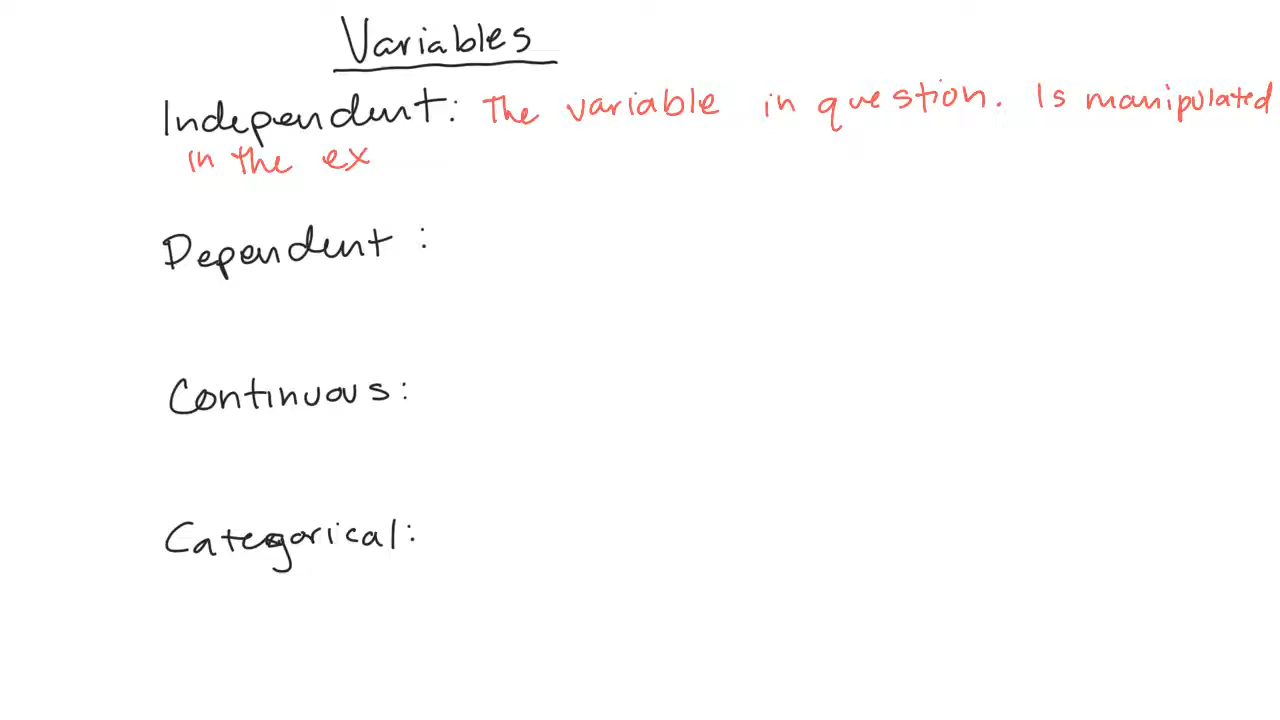 Variables
Independent: The variable in question. Is manipulated
in the ex
Dependent :
Continuous:
Categorical: